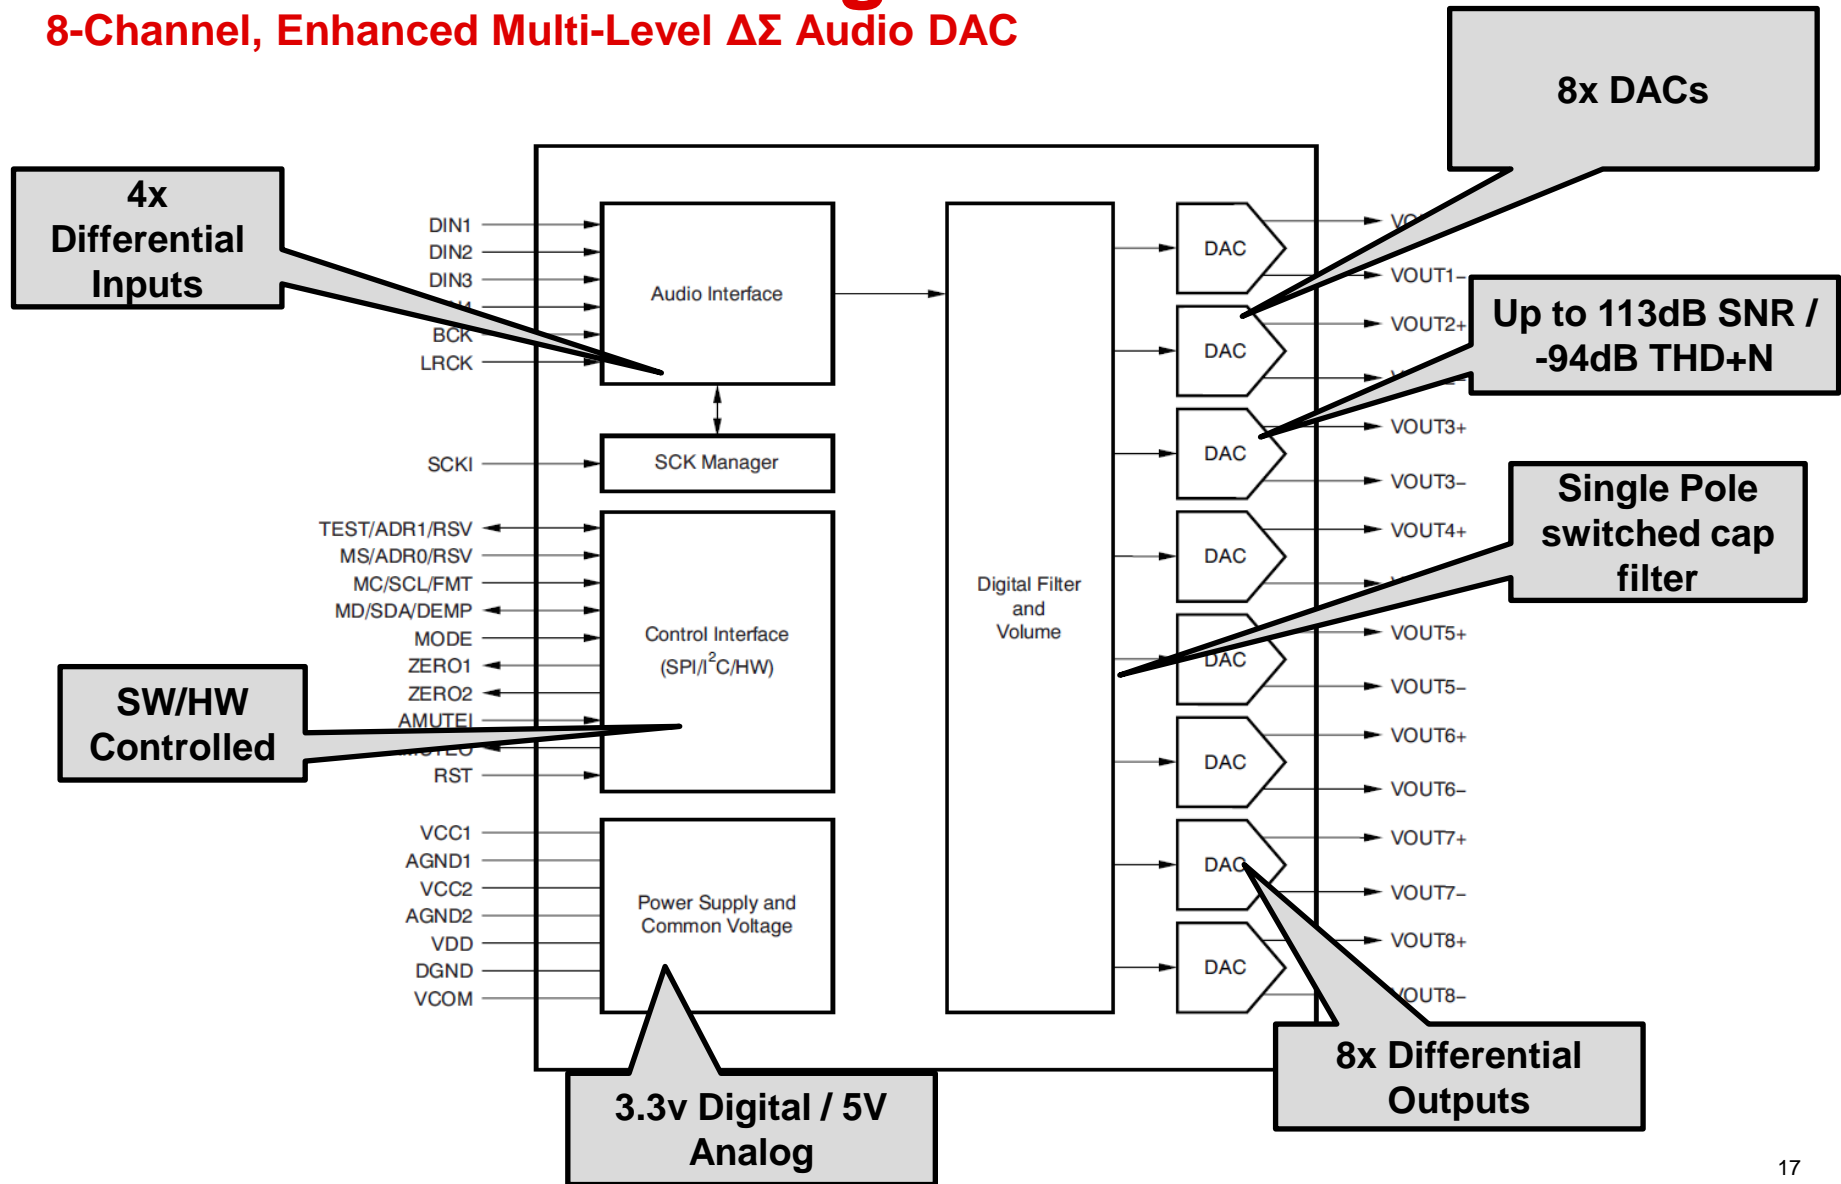 8-Channel, Enhanced Multi-Level ΔΣ Audio DAC
8x DACs
4x
Differential
Inputs
DIN1
DIN2
DIN3
BCK
LRCK
Audio Interface
SCKI
SCK Manager
TEST/ADR1/RSV
MS/ADR0/RSV
MC/SCL/FMT
MD/SDA/DEMP
MODE
ZERO1
ZERO2
AMUTEI
RST
Control Interface
(SPI/I²C/HW)
SW/HW
Controlled
VCC1
AGND1
VCC2
AGND2
VDD
DGND
VCOM
Power Supply and
Common Voltage
3.3v Digital / 5V
Analog
Digital Filter
and
Volume
DAC
DAC
DAC
DAC
DAC
DAC
DAC
DAC
VOUT1–
VOUT2+
VOUT3+
VOUT3–
VOUT4+
VOUT5+
VOUT5–
VOUT6+
VOUT6–
VOUT7+
VOUT7–
VOUT8+
VOUT8–
Up to 113dB SNR /
-94dB THD+N
Single Pole
switched cap
filter
8x Differential
Outputs
17